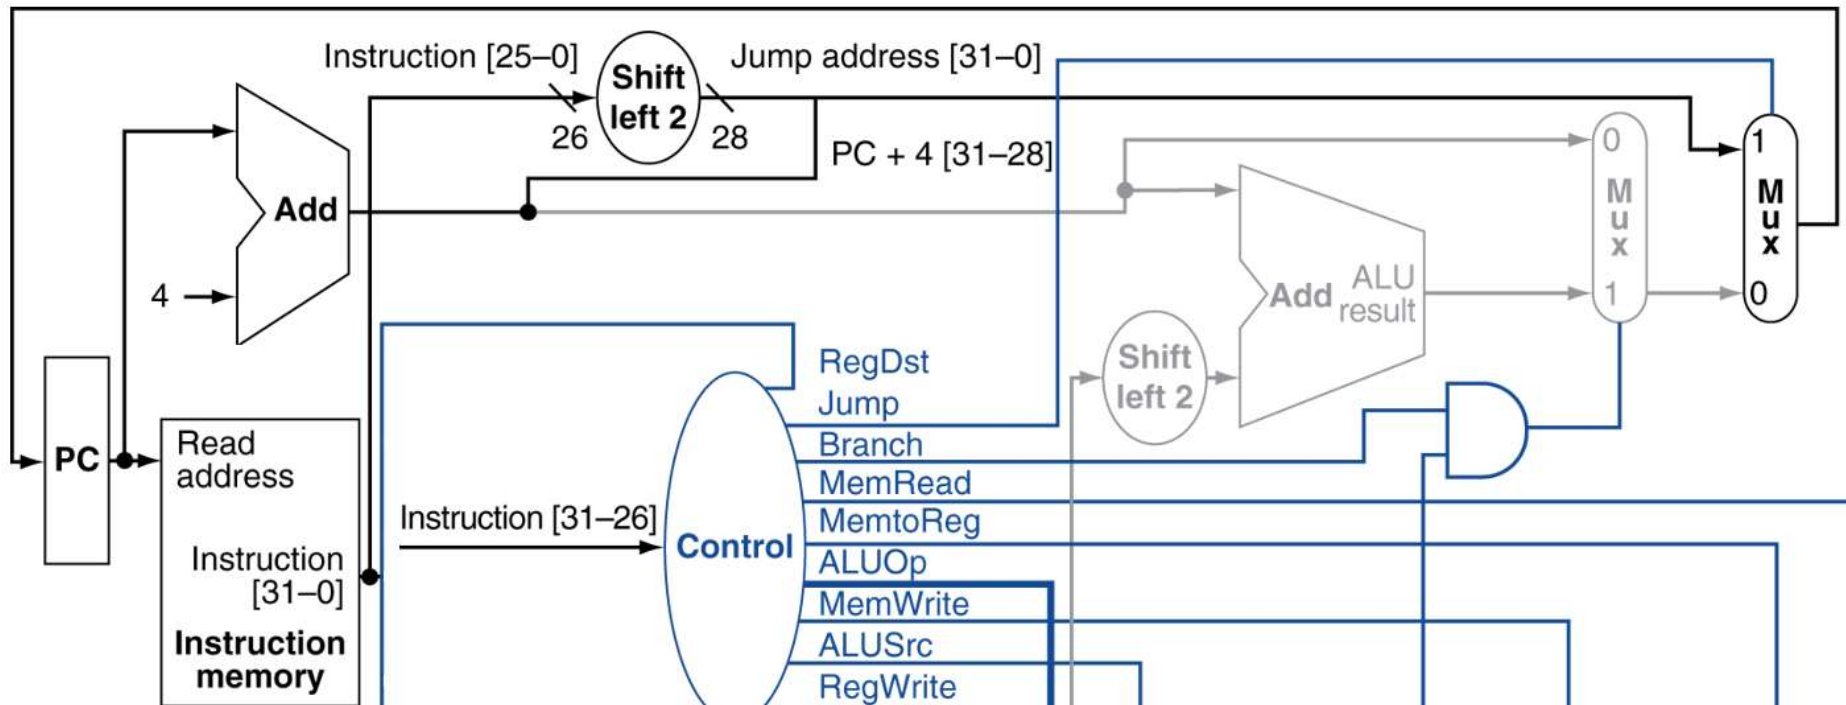 Instruction [25–0]
Shift
left 2
Jump address [31–0]
26
28
PC + 4 [31–28]
Add
4
0
M
u
x
1
1
M
u
x
0
Add
ALU
result
Shift
left 2
PC
Read
address
Instruction
[31–0]
Instruction
memory
Instruction [31–26]
Control
RegDst
Jump
Branch
MemRead
MemtoReg
ALUOp
MemWrite
ALUSrc
RegWrite